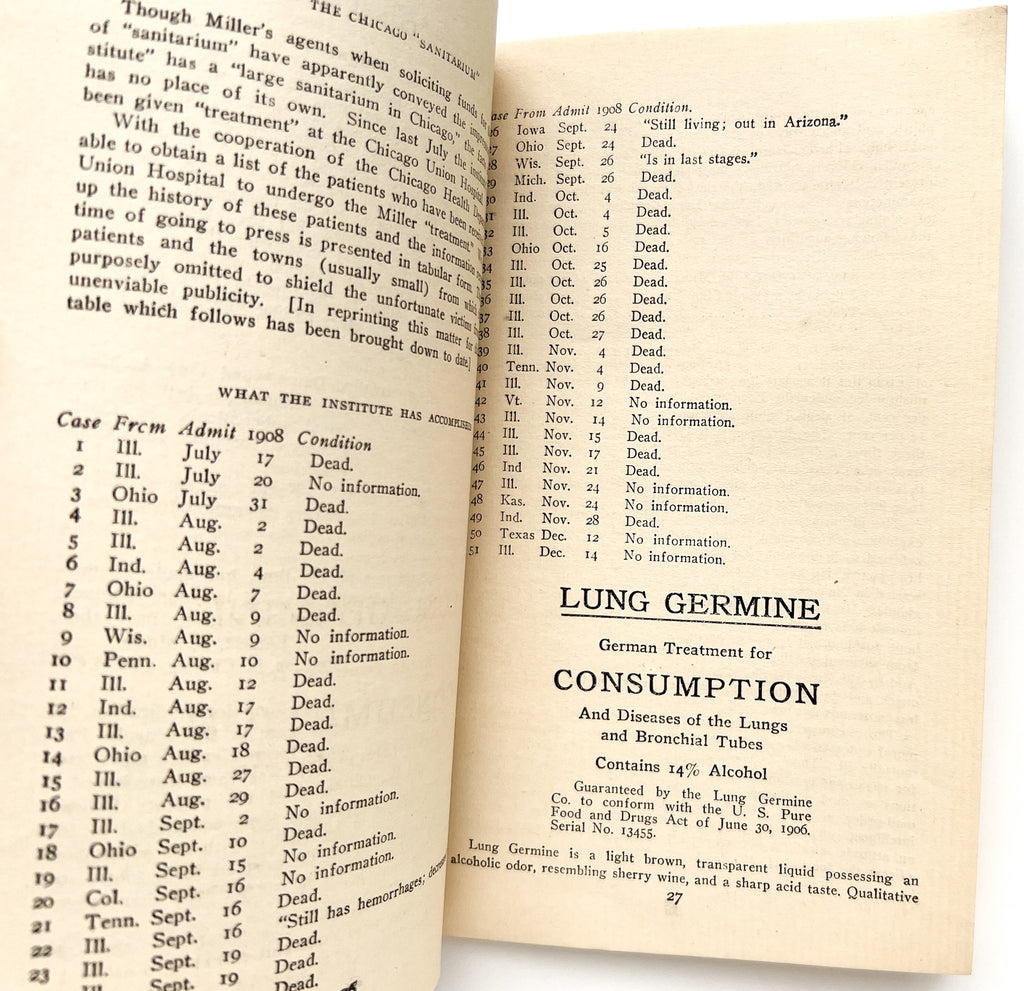 THE CHICAGO "SANITARIUM"
Though Miller's agents when soliciting funds
of "sanitarium" have apparently conveyed the
stitute" has a "large sanitarium in Chicago," the
has no place of its own. Since last July the
been given "treatment" at the Chicago Union Hospital.
With the cooperation of the Chicago Health
able to obtain a list of the patients who have been
Union Hospital to undergo the Miller "treatment."
up the history of these patients and the information
time of going to press is presented in tabular form.
patients and the towns (usually small) from which
purposely omitted to shield the unfortunate victims
unenviable publicity. [In reprinting this matter for
table which follows has been brought down to date.]
WHAT THE INSTITUTE HAS ACCOMPLISHED
Case From Admit 1908 Condition
1 Ill. July 17 Dead.
2 Ill. July 20 No information.
3 Ohio July 31 Dead.
4 Ill. Aug. 2 Dead.
5 Ill. Aug. 2 Dead.
6 Ind. Aug. 4 Dead.
7 Ohio Aug. 7 Dead.
8 Ill. Aug. 9 Dead.
9 Wis. Aug. 9 No information.
10 Penn. Aug. 10 No information.
11 Ill. Aug. 12 Dead.
12 Ind. Aug. 17 Dead.
13 Ill. Aug. 17 Dead.
14 Ohio Aug. 18 Dead.
15 Ill. Aug. 27 Dead.
16 Ill. Aug. 29 Dead.
17 Ill. Sept. 2 No information.
18 Ohio Sept. 10 Dead.
19 Ill. Sept. 15 No information.
20 Col. Sept. 16 No information.
21 Tenn. Sept. 16 Dead.
22 Ill. Sept. 16 "Still has hemorrhages;
23 Ill. Sept. 19 Dead.
Ill. Sept. 19 Dead.
Dead.
From Admit 1908 Condition.
Iowa Sept. 24 "Still living; out in Arizona."
Ohio Sept. 24 Dead.
Wis. Sept. 26 "Is in last stages."
Mich. Sept. 26 Dead.
Ind. Oct. 4 Dead.
Ill. Oct. 4 Dead.
32 Ill. Oct. 5 Dead.
33 Ohio Oct. 16 Dead.
34 Ill. Oct. 25 Dead.
35 Ill. Oct. 26 Dead.
36 Ill. Oct. 26 Dead.
37 Ill. Oct. 26 Dead.
38 Ill. Oct. 27 Dead.
39 Ill. Nov. 4 Dead.
40 Tenn. Nov. 4 Dead.
41 Ill. Nov. 9 Dead.
42 Vt. Nov. 12 No information.
43 Ill. Nov. 14 No information.
44 Ill. Nov. 15 Dead.
45 Ill. Nov. 17 Dead.
46 Ind Nov. 21 Dead.
47 Ill. Nov. 24 No information.
48 Kas. Nov. 24 No information.
49 Ind. Nov. 28 Dead.
50 Texas Dec. 12 No information.
51 Ill. Dec. 14 No information.
LUNG GERMINE
German Treatment for
CONSUMPTION
And Diseases of the Lungs
and Bronchial Tubes
Contains 14% Alcohol
Guaranteed by the Lung Germine
Co. to conform with the U. S. Pure
Food and Drugs Act of June 30, 1906.
Serial No. 13455.
Lung Germine is a light brown, transparent liquid possessing an
alcoholic odor, resembling sherry wine, and a sharp acid taste. Qualitative
27